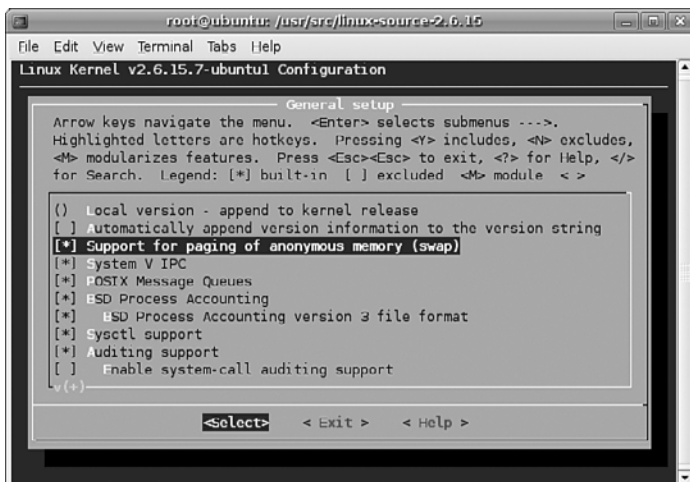 root@ubuntu: /usr/src/linux-source-2.6.15
File Edit View Terminal Tabs Help
Linux Kernel v2.6.15.7-ubuntu1 Configuration
General setup
Arrow keys navigate the menu. <Enter> selects submenus --->.
Highlighted letters are hotkeys. Pressing <Y> includes, <N> excludes,
<M> modularizes features. Press <Esc><Esc> to exit, <?> for Help, </>
for Search. Legend: [*] built-in [ ] excluded <M> module < >
() Local version - append to kernel release
[ ] Automatically append version information to the version string
[*] Support for paging of anonymous memory (swap)
[*] System V IPC
[*] POSIX Message Queues
[*] BSD Process Accounting
[*] BSD Process Accounting version 3 file format
[*] Sysctl support
[*] Auditing support
[ ] Enable system-call auditing support
v(+)
<Select> < Exit > < Help >